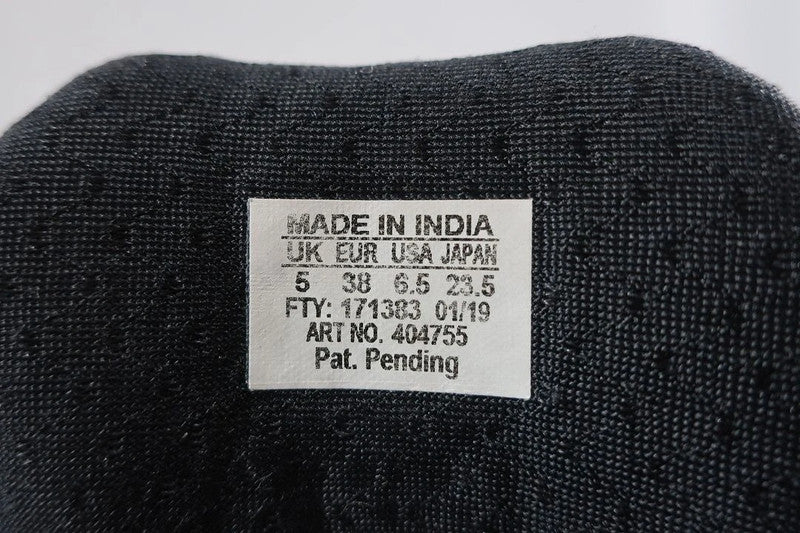 MADE IN INDIA
UK EUR USA JAPAN
5 38 6.5 23.5
FTY: 171383 01/19
ART NO. 404755
Pat. Pending